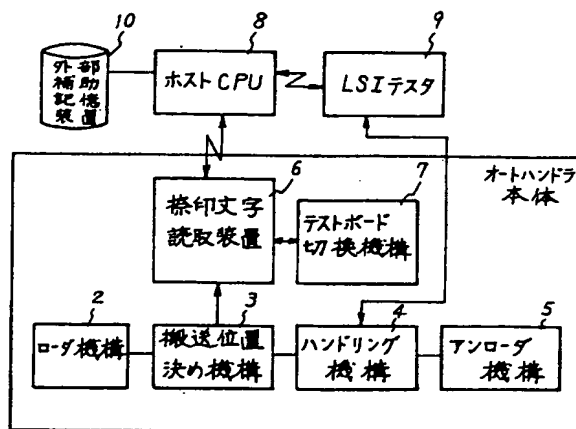 10
8
9
外部
補助
記憶
装置
ホストCPU
LSIテスタ
オートハンドラ
本体
6
7
捺印文字
読取装置
テストボード
切換機構
2
3
4
5
ローダ機構
搬送位置
決め機構
ハンドリング
機構
アンローダ
機構